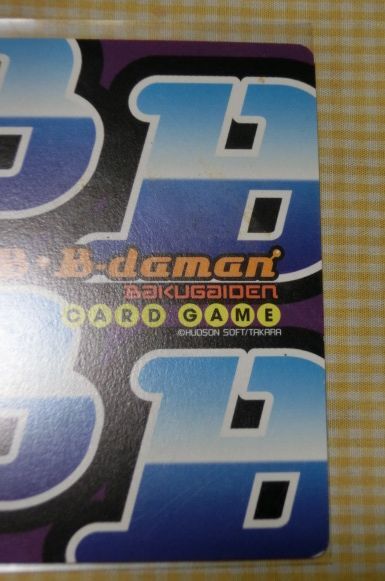 B
B
B·B-daman
BAKUGAIDEN
CARD GAME
©HUDSON SOFT/TAKARA
B
B